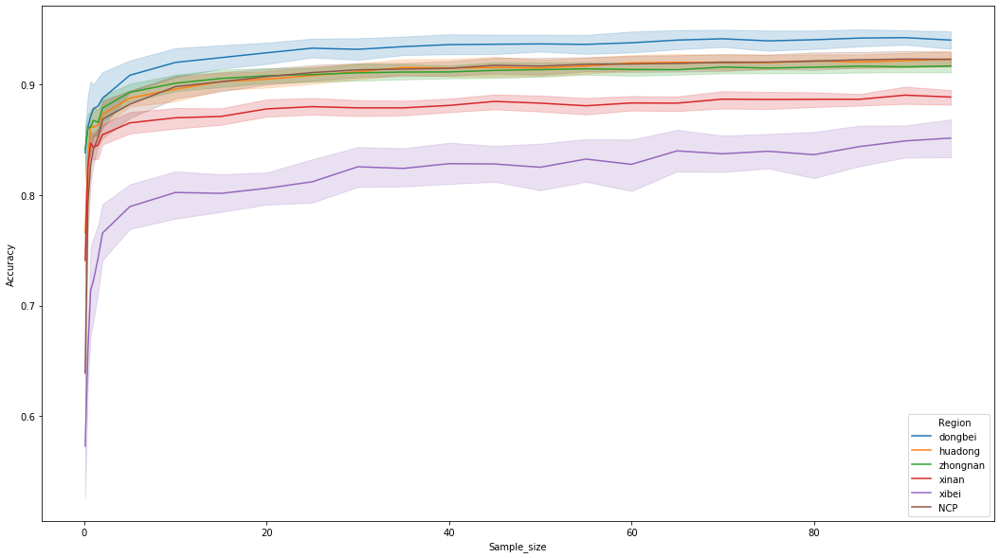 0.9
0.8
0.7
0.6
Accuracy
0
20
40
60
80
Sample_size
Region
dongbei
huadong
zhongnan
xinan
xibei
NCP